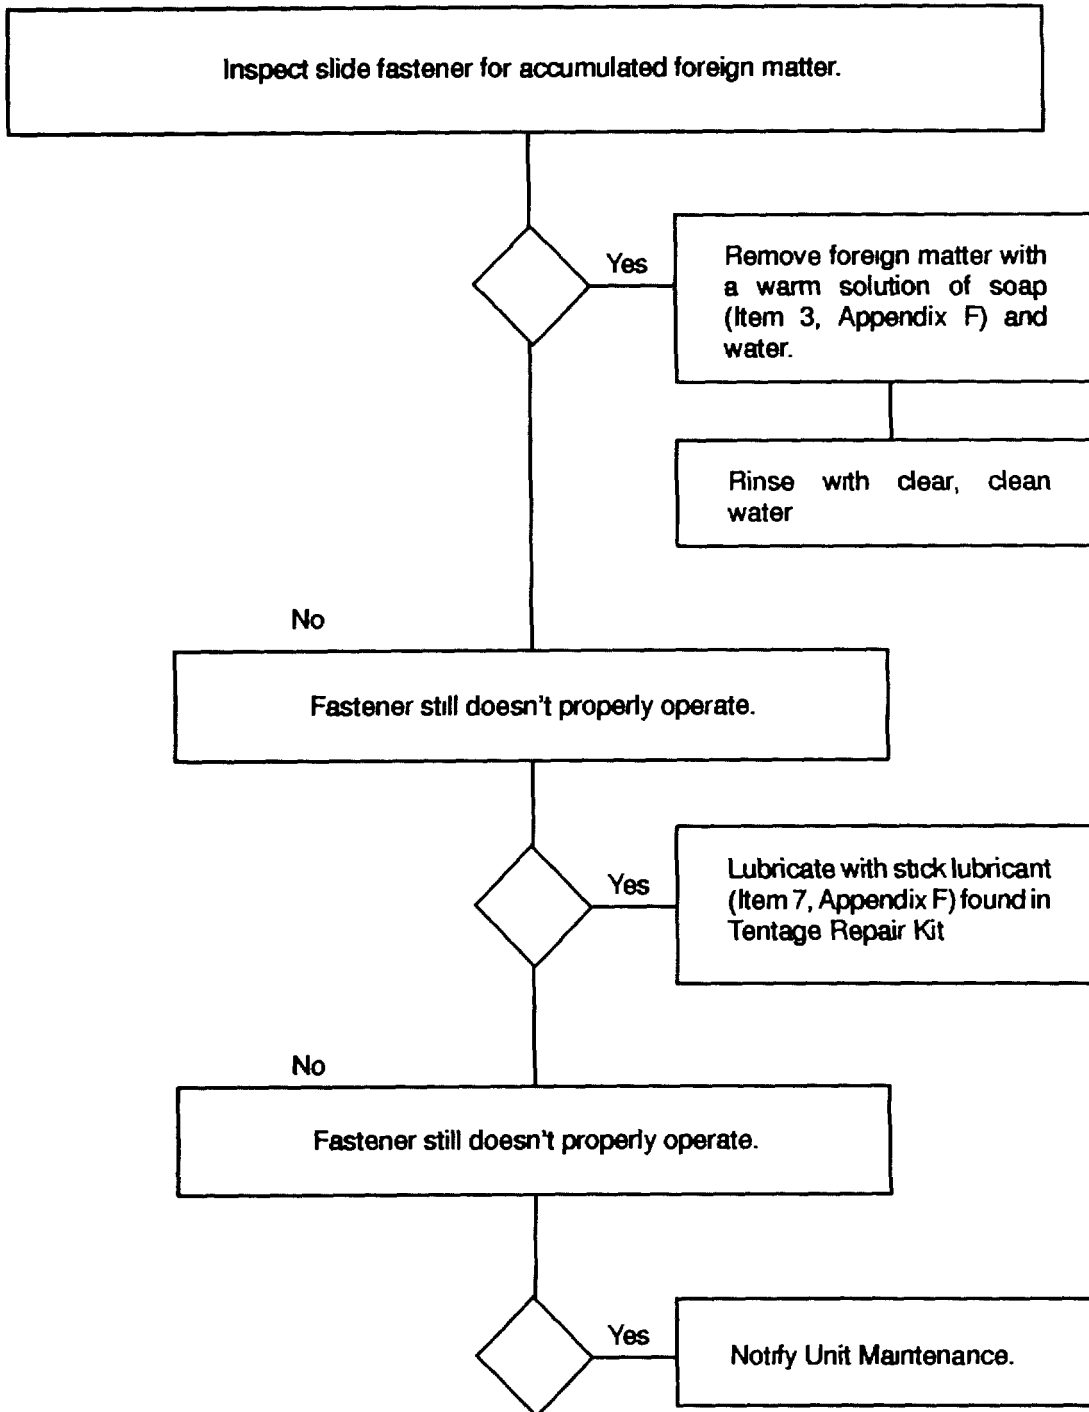 Inspect slide fastener for accumulated foreign matter.
Yes
Remove foreign matter with
a warm solution of soap
(Item 3, Appendix F) and
water.
Rinse with clear, clean
water
No
Fastener still doesn't properly operate.
Yes
Lubricate with stick lubricant
(Item 7, Appendix F) found in
Tentage Repair Kit
No
Fastener still doesn't properly operate.
Yes
Notify Unit Maintenance.